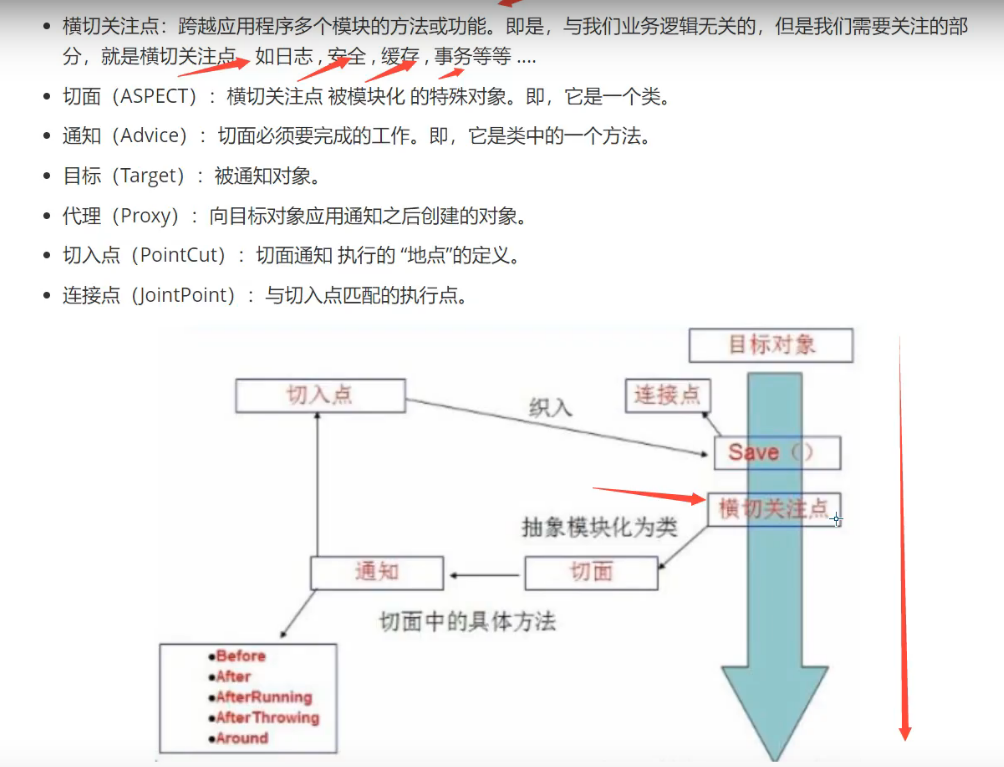 横切关注点：跨越应用程序多个模块的方法或功能。即是，与我们业务逻辑无关的，但是我们需要关注的部
分，就是横切关注点。如日志 , 安全 , 缓存 , 事务等等 ....
切面（ASPECT）：横切关注点 被模块化 的特殊对象。即，它是一个类。
通知（Advice）：切面必须要完成的工作。即，它是类中的一个方法。
目标（Target）：被通知对象。
代理（Proxy）：向目标对象应用通知之后创建的对象。
切入点（PointCut）：切面通知 执行的 “地点”的定义。
连接点（JointPoint）：与切入点匹配的执行点。
目标对象
切入点
织入
连接点
Save（）
横切关注点
抽象模块化为类
通知
切面
切面中的具体方法
Before
After
AfterRunning
AfterThrowing
Around